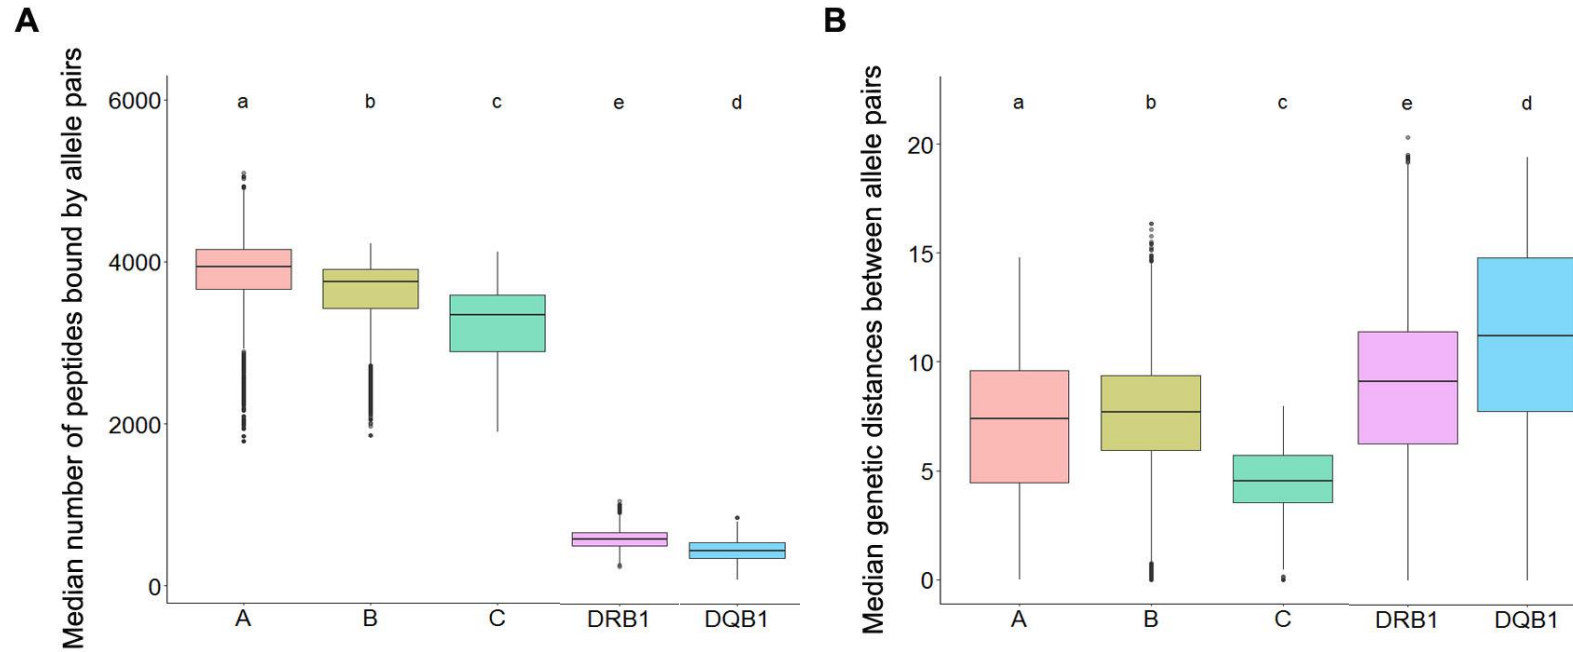 A
Median number of peptides bound by allele pairs
6000
4000
2000
0
a b c e d
A B C DRB1 DQB1
B
Median genetic distances between allele pairs
20
15
10
5
0
a b c e d
A B C DRB1 DQB1